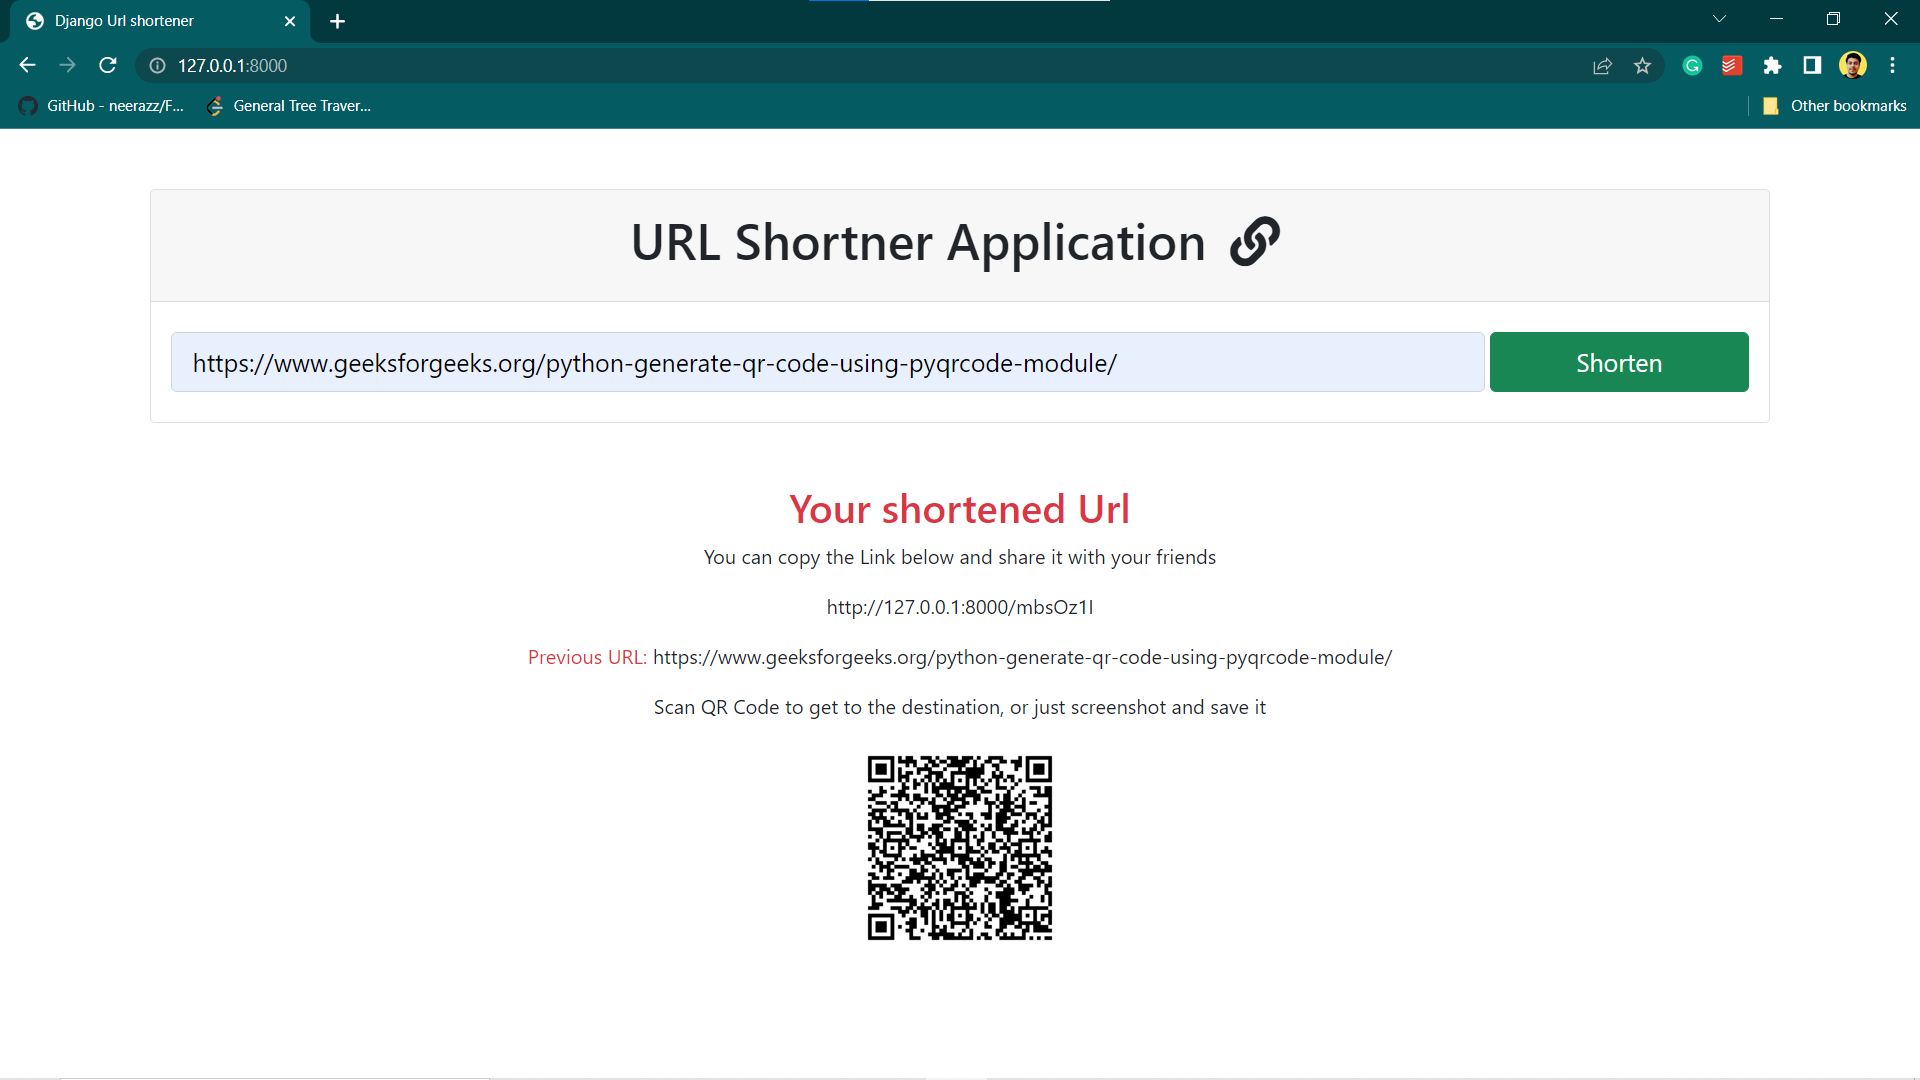 Django Url shortener
127.0.0.1:8000
GitHub - neerazz/F... General Tree Traver... Other bookmarks
URL Shortner Application
https://www.geeksforgeeks.org/python-generate-qr-code-using-pyqrcode-module/ Shorten
Your shortened Url
You can copy the Link below and share it with your friends
http://127.0.0.1:8000/mbsOz1I
Previous URL: https://www.geeksforgeeks.org/python-generate-qr-code-using-pyqrcode-module/
Scan QR Code to get to the destination, or just screenshot and save it